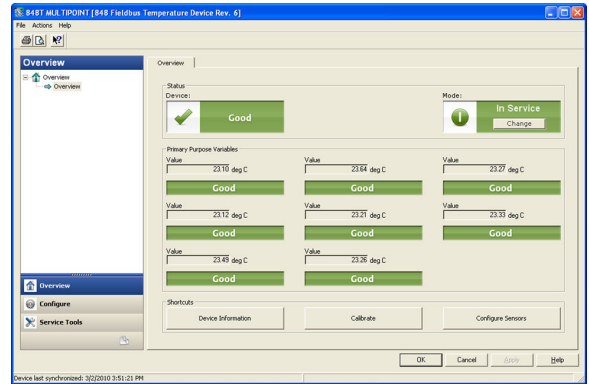 848T MULTIPOINT [848 Fieldbus Temperature Device Rev. 6]
File Actions Help
Overview
Overview
Overview
Overview
Configure
Service Tools
Overview
Status
Device:
Good
Mode:
In Service
Change
Primary Purpose Variables
Value Value Value
23.10 deg C 23.64 deg C 23.27 deg C
Good Good Good
Value Value Value
23.12 deg C 23.21 deg C 23.33 deg C
Good Good Good
Value Value
23.49 deg C 23.26 deg C
Good Good
Shortcuts
Device Information Calibrate Configure Sensors
OK Cancel Apply Help
Device last synchronized: 3/2/2010 3:51:21 PM